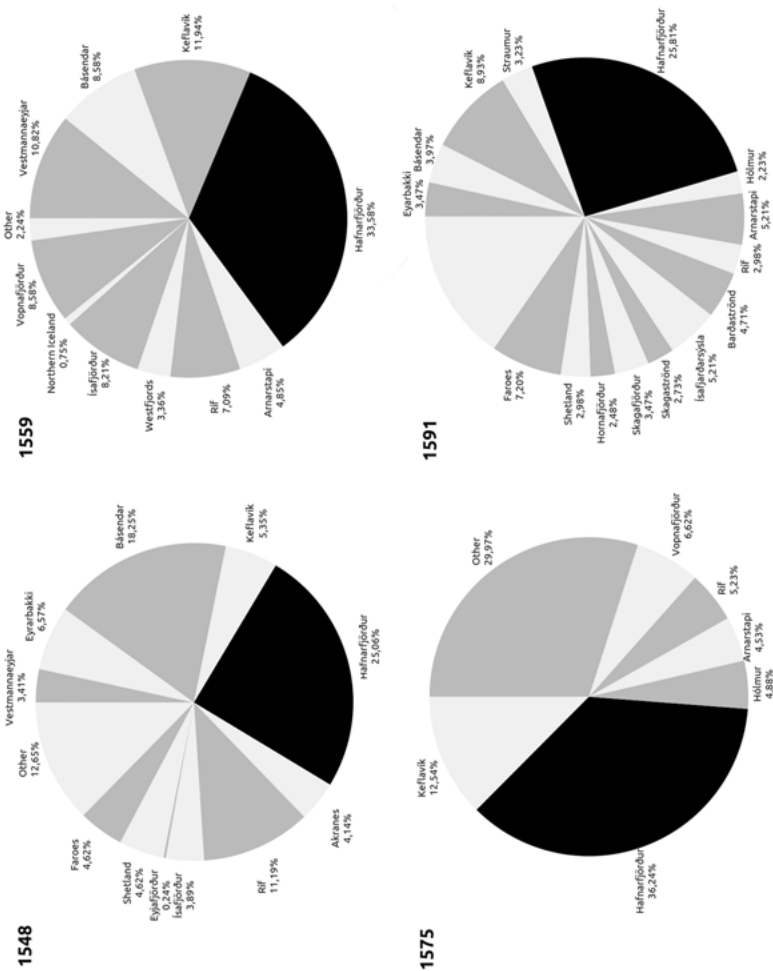 1548
Vestmannaeyjar
3,41%
Eyrarbakki
6,57%
Básendar
18,25%
Keflavík
5,35%
Hafnarfjörður
25,06%
Akranes
4,14%
Rif
11,19%
Ísafjörður
3,89%
Eyjafjörður
0,24%
Shetland
4,62%
Faroes
4,62%
Other
12,65%
1559
Vestmannaeyjar
10,82%
Básendar
8,58%
Keflavík
11,94%
Hafnarfjörður
33,58%
Arnarstapi
4,85%
Rif
7,09%
Westfjords
3,36%
Ísafjörður
8,21%
Northern Iceland
0,75%
Vopnafjörður
8,58%
Other
2,24%
1575
Other
29,97%
Vopnafjörður
6,62%
Rif
5,23%
Arnarstapi
4,53%
Hólmur
4.88%
Hafnarfjörður
36,24%
Keflavík
12,54%
1591
Eyarbakki
3,47%
Básendar
3,97%
Keflavík
8,93%
Straumur
3,23%
Hafnarfjörður
25,81%
Hólmur
2,23%
Arnarstapi
5,21%
Rif
2,98%
Barðaströnd
4,71%
Ísafjarðarsýsla
5,21%
Skagaströnd
2,73%
Skagafjörður
3,47%
Hornafjörður
2,48%
Shetland
2,98%
Faroes
7,20%